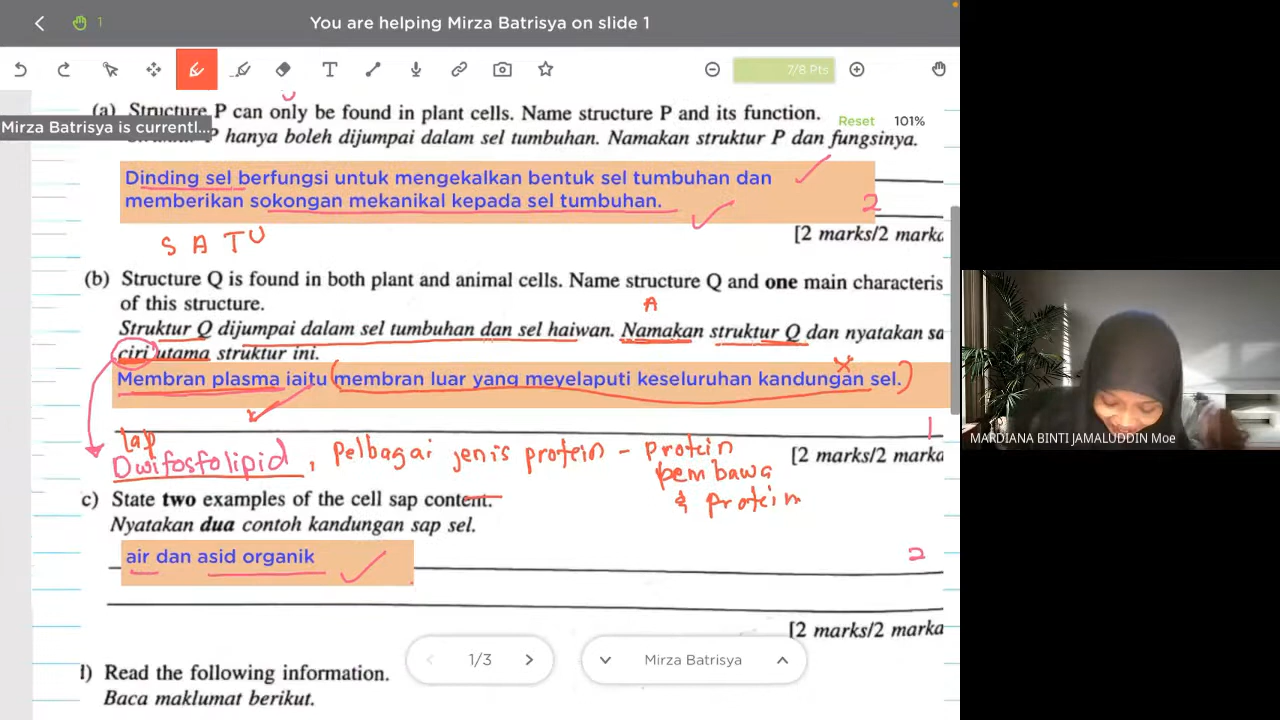 You are helping Mirza Batrisya on slide 1
1
7/8 Pts
Reset 101%
Mirza Batrisya is currentl...
(a) Structure P can only be found in plant cells. Name structure P and its function.
P hanya boleh dijumpai dalam sel tumbuhan. Namakan struktur P dan fungsinya.
Dinding sel berfungsi untuk mengekalkan bentuk sel tumbuhan dan
memberikan sokongan mekanikal kepada sel tumbuhan.
2
[2 marks/2 marka
S A T U
(b) Structure Q is found in both plant and animal cells. Name structure Q and one main characteris
of this structure.
A
Struktur Q dijumpai dalam sel tumbuhan dan sel haiwan. Namakan struktur Q dan nyatakan sa
ciri utama struktur ini.
Membran plasma iaitu (membran luar yang meyelaputi keseluruhan kandungan sel.)
1
lap
Dwifosfolipid, Pelbagai jenis protein - Protein
pembawa
& protein
[2 marks/2 marka
c) State two examples of the cell sap content.
Nyatakan dua contoh kandungan sap sel.
air dan asid organik
2
[2 marks/2 marka
l) Read the following information.
Baca maklumat berikut.
1/3
Mirza Batrisya
MARDIANA BINTI JAMALUDDIN Moe